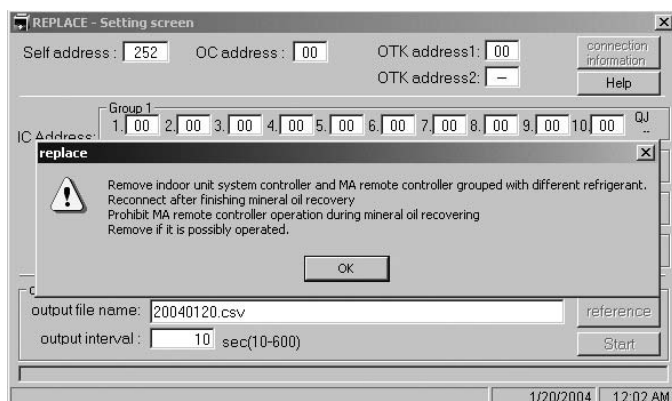 REPLACE - Setting screen
Self address : 252 OC address : 00 OTK address1: 00 connection information
OTK address2: – Help
Group 1
IC Address: 1. 00 2. 00 3. 00 4. 00 5. 00 6. 00 7. 00 8. 00 9. 00 10. 00 QJ
replace
Remove indoor unit system controller and MA remote controller grouped with different refrigerant.
Reconnect after finishing mineral oil recovery
Prohibit MA remote controller operation during mineral oil recovering
Remove if it is possibly operated.
OK
output file name: 20040120.csv reference
output interval : 10 sec(10-600) Start
1/20/2004 12:02 AM